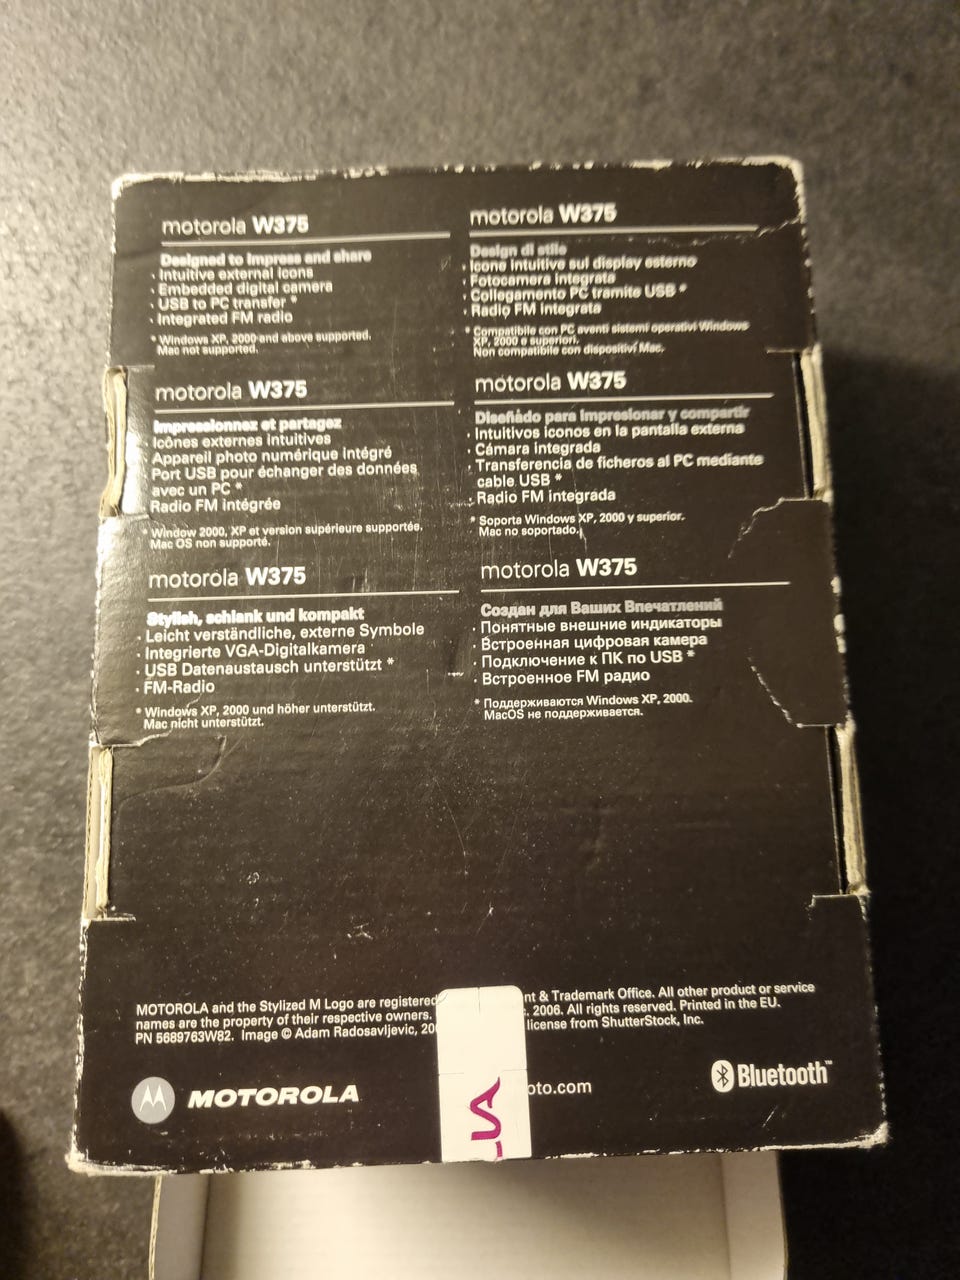 motorola W375
Designed to impress and share
· Intuitive external icons
· Embedded digital camera
· USB to PC transfer *
· Integrated FM radio
* Windows XP, 2000 and above supported.
Mac not supported.
motorola W375
Design di stile
· Icone intuitive sul display esterno
· Fotocamera integrata
· Collegamento PC tramite USB *
· Radio FM integrata
* Compatibile con PC aventi sistemi operativi Windows
XP, 2000 e superiori.
Non compatibile con dispositivi Mac.
motorola W375
Impressionnez et partagez
· Icônes externes intuitives
· Appareil photo numérique intégré
· Port USB pour échanger des données
avec un PC *
· Radio FM intégrée
* Window 2000, XP et version supérieure supportée.
Mac OS non supporté.
motorola W375
Diseñado para impresionar y compartir
· Intuitivos iconos en la pantalla externa
· Cámara integrada
· Transferencia de ficheros al PC mediante
cable USB *
· Radio FM integrada
* Soporta Windows XP, 2000 y superior.
Mac no soportado.
motorola W375
Stylish, schlank und kompakt
· Leicht verständliche, externe Symbole
· Integrierte VGA-Digitalkamera
· USB Datenaustausch unterstützt *
· FM-Radio
* Windows XP, 2000 und höher unterstützt.
Mac nicht unterstützt.
motorola W375
Создан для Ваших Впечатлений
· Понятные внешние индикаторы
· Встроенная цифровая камера
· Подключение к ПК по USB *
· Встроенное FM радио
* Поддерживаются Windows XP, 2000.
MacOS не поддерживается.
MOTOROLA and the Stylized M Logo are registered nt & Trademark Office. All other product or service
names are the property of their respective owners. . 2006. All rights reserved. Printed in the EU.
PN 5689763W82. Image © Adam Radosavljevic, 200 license from ShutterStock, Inc.
MOTOROLA
oto.com
Bluetooth™